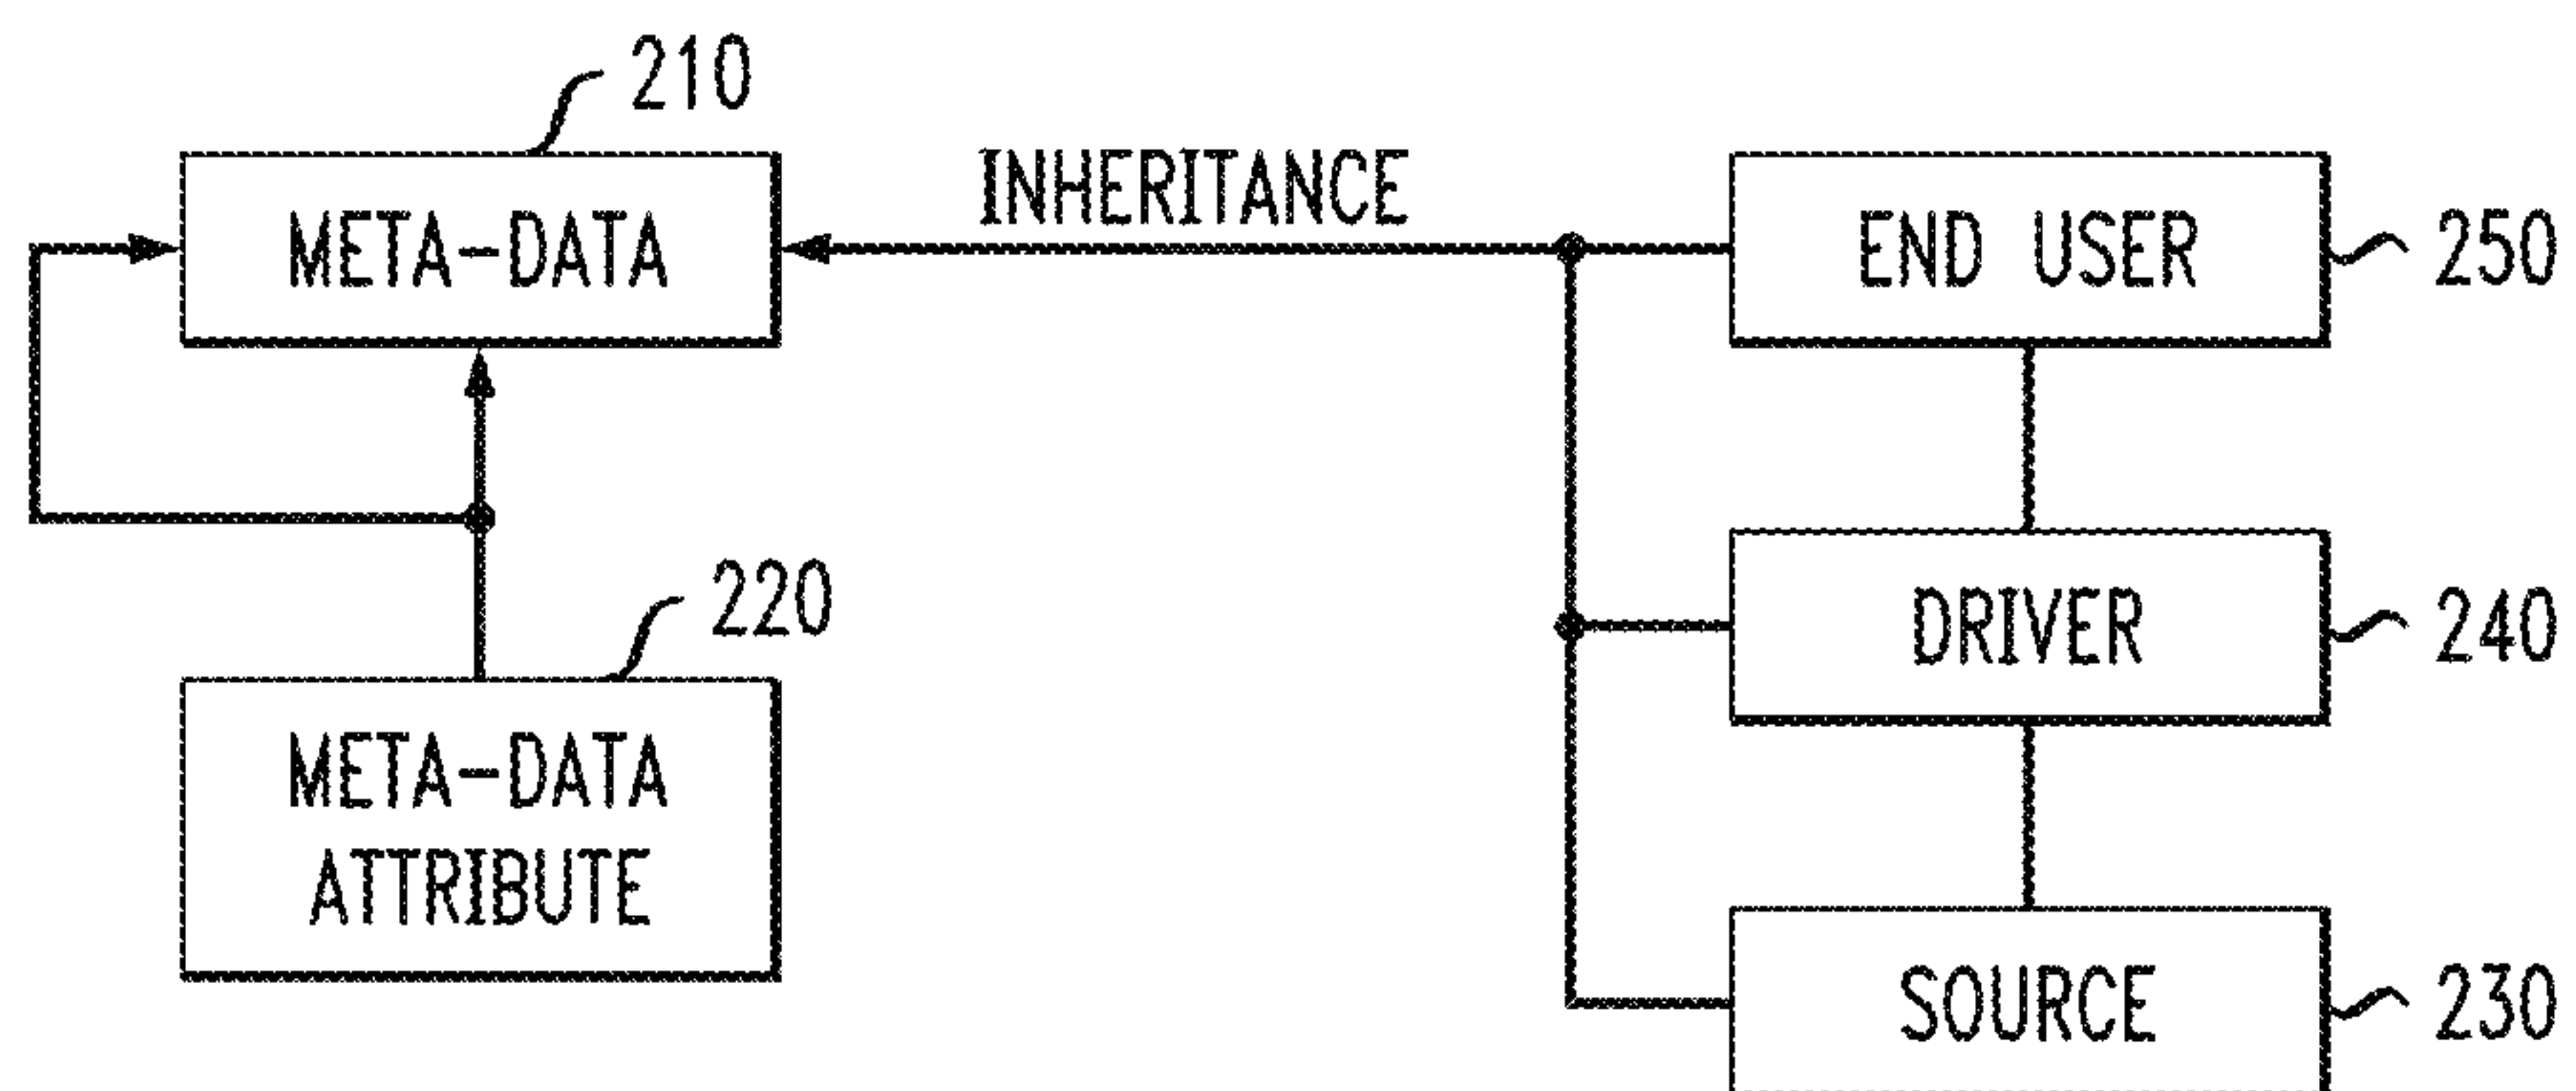 210
META-DATA
INHERITANCE
END USER
250
220
META-DATA
ATTRIBUTE
DRIVER
240
SOURCE
230